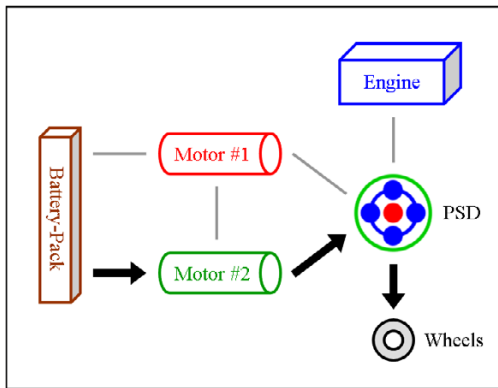 Engine
Motor #1
Battery-Pack
PSD
Motor #2
Wheels